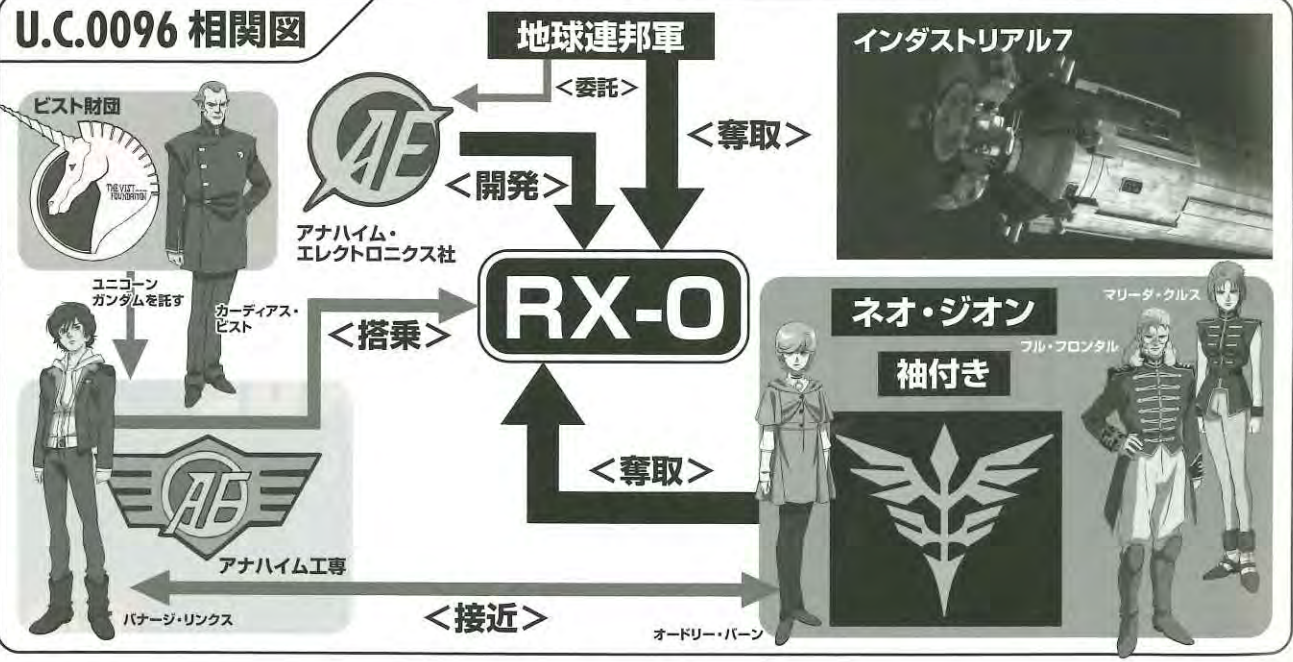 U.C.0096 相関図
地球連邦軍
インダストリアル7
<委託>
ビスト財団
THE VIST
FOUNDATION
AE
<奪取>
<開発>
アナハイム・
エレクトロニクス社
ユニコーン
ガンダムを託す
カーディアス・
ビスト
<搭乗>
RX-0
ネオ・ジオン
袖付き
マリーダ・クルス
フル・フロンタル
<奪取>
AE
アナハイム工専
バナージ・リンクス
<接近>
オードリー・バーン